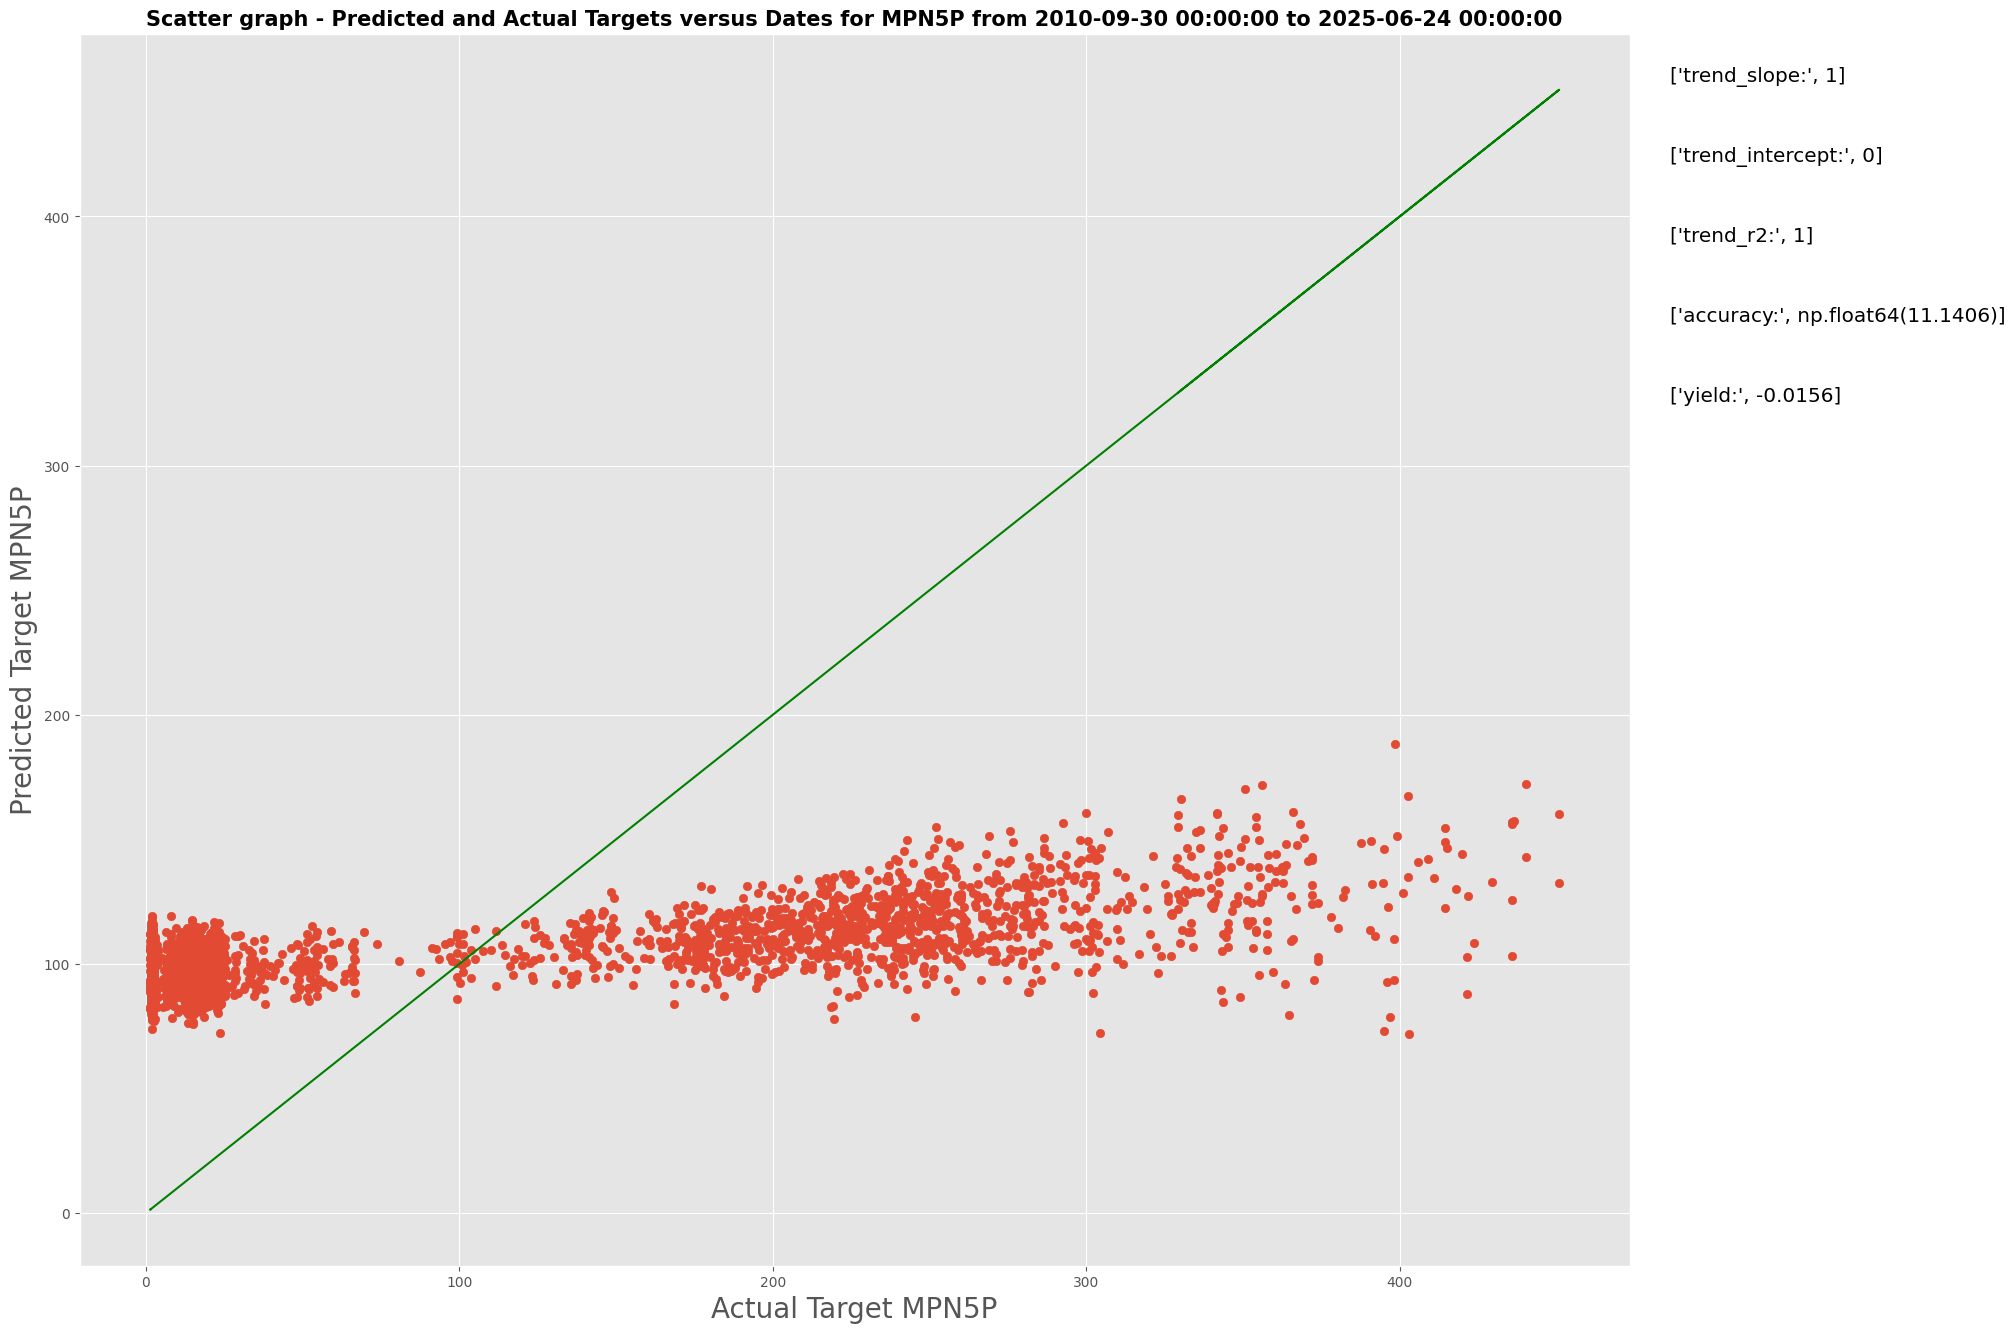 Scatter graph - Predicted and Actual Targets versus Dates for MPN5P from 2010-09-30 00:00:00 to 2025-06-24 00:00:00
['trend_slope:', 1]
['trend_intercept:', 0]
['trend_r2:', 1]
['accuracy:', np.float64(11.1406)]
['yield:', -0.0156]
Predicted Target MPN5P
400
300
200
100
0
0 100 200 300 400
Actual Target MPN5P